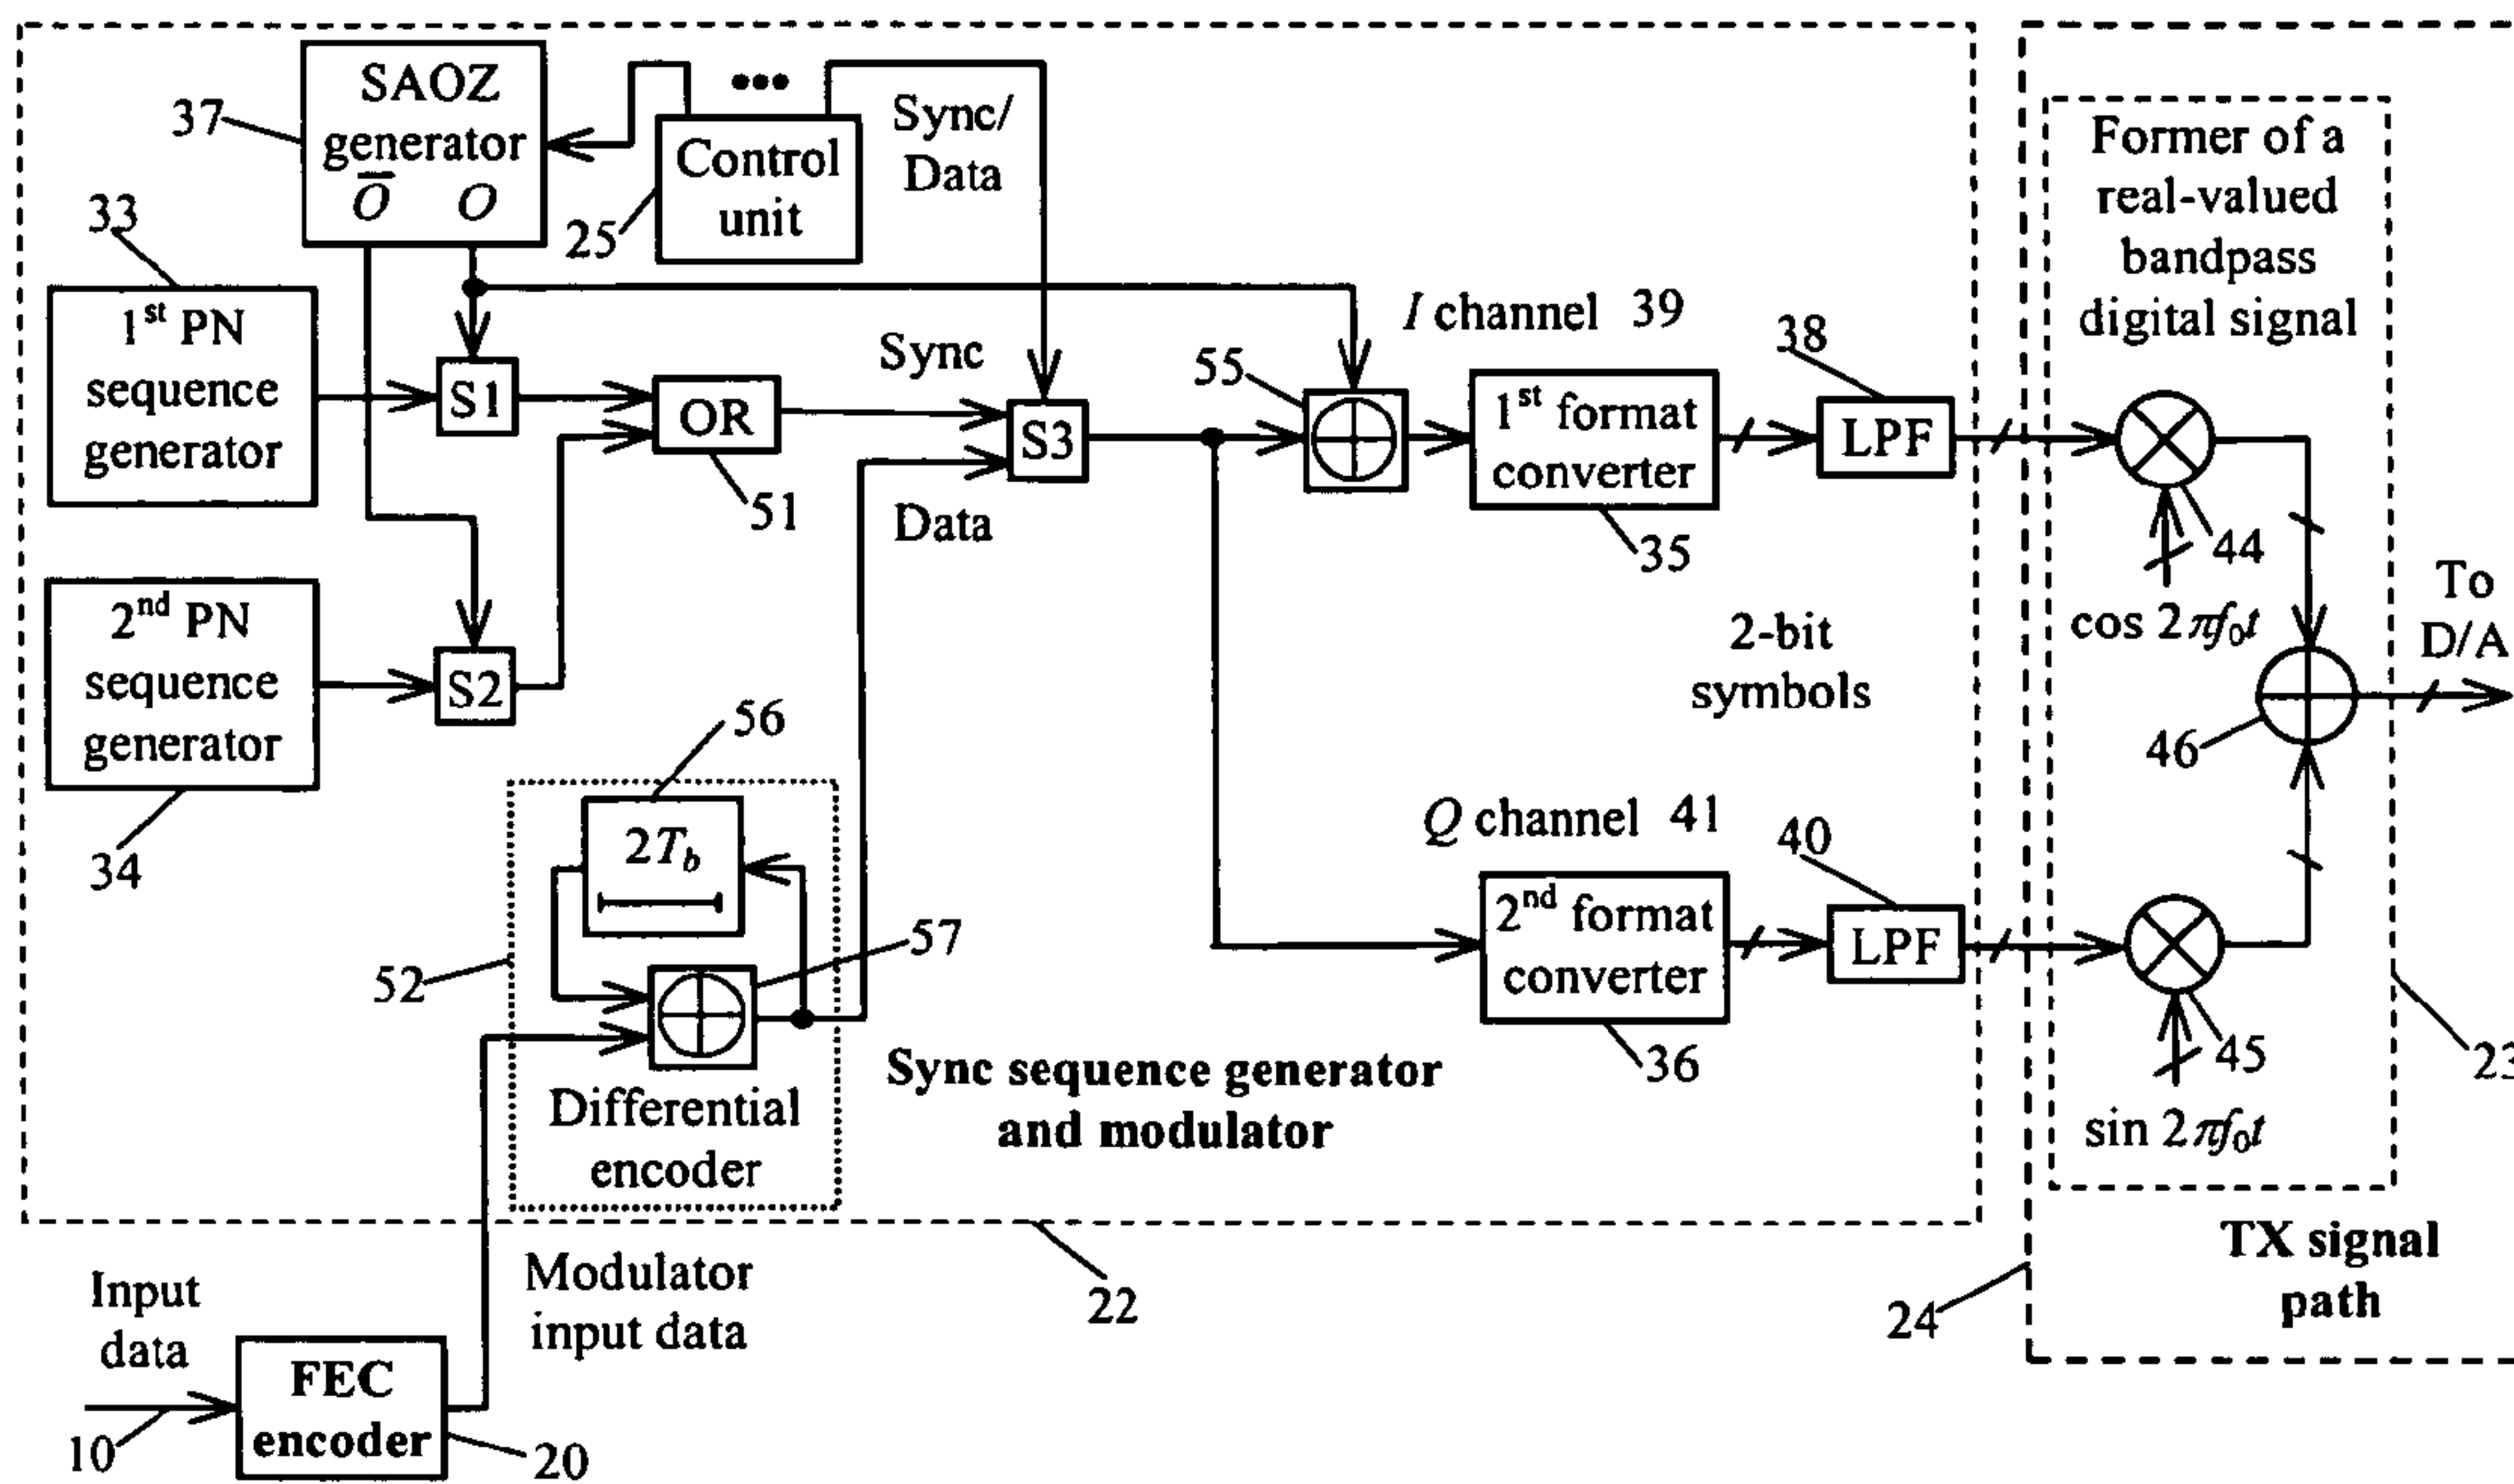 SAOZ
generator
O̅ O
37
•••
Control
unit
25
Sync/
Data
33
1st PN
sequence
generator
S1
OR
51
Sync
Data
S3
55
I channel 39
1st format
converter
35
38
LPF
Former of a
real-valued
bandpass
digital signal
44
cos 2πf0t
To
D/A
46
2nd PN
sequence
generator
34
S2
2-bit
symbols
56
2Tb
52
57
Differential
encoder
Q channel 41
2nd format
converter
36
40
LPF
45
sin 2πf0t
23
Sync sequence generator
and modulator
22
TX signal
path
24
Input
data
10
FEC
encoder
20
Modulator
input data